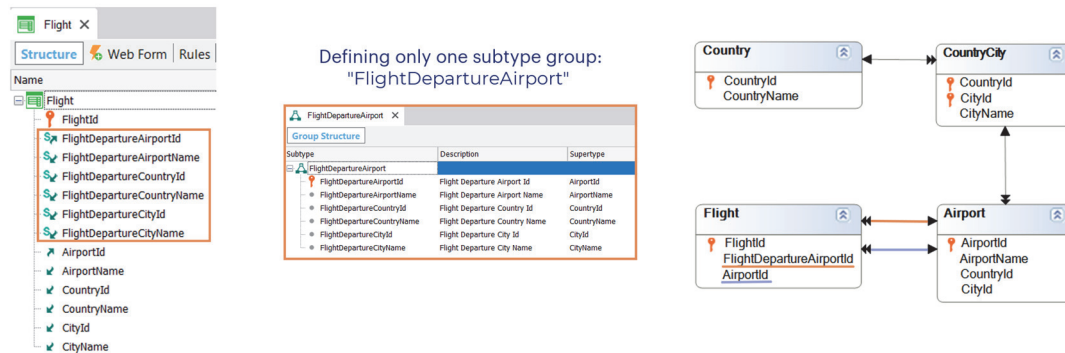 Flight
Structure Web Form Rules
Name
Flight
FlightId
FlightDepartureAirportId
FlightDepartureAirportName
FlightDepartureCountryId
FlightDepartureCountryName
FlightDepartureCityId
FlightDepartureCityName
AirportId
AirportName
CountryId
CountryName
CityId
CityName
Defining only one subtype group:
"FlightDepartureAirport"
FlightDepartureAirport
Group Structure
Subtype Description Supertype
FlightDepartureAirport
FlightDepartureAirportId Flight Departure Airport Id AirportId
FlightDepartureAirportName Flight Departure Airport Name AirportName
FlightDepartureCountryId Flight Departure Country Id CountryId
FlightDepartureCountryName Flight Departure Country Name CountryName
FlightDepartureCityId Flight Departure City Id CityId
FlightDepartureCityName Flight Departure City Name CityName
Country
CountryId
CountryName
CountryCity
CountryId
CityId
CityName
Flight
FlightId
FlightDepartureAirportId
AirportId
Airport
AirportId
AirportName
CountryId
CityId